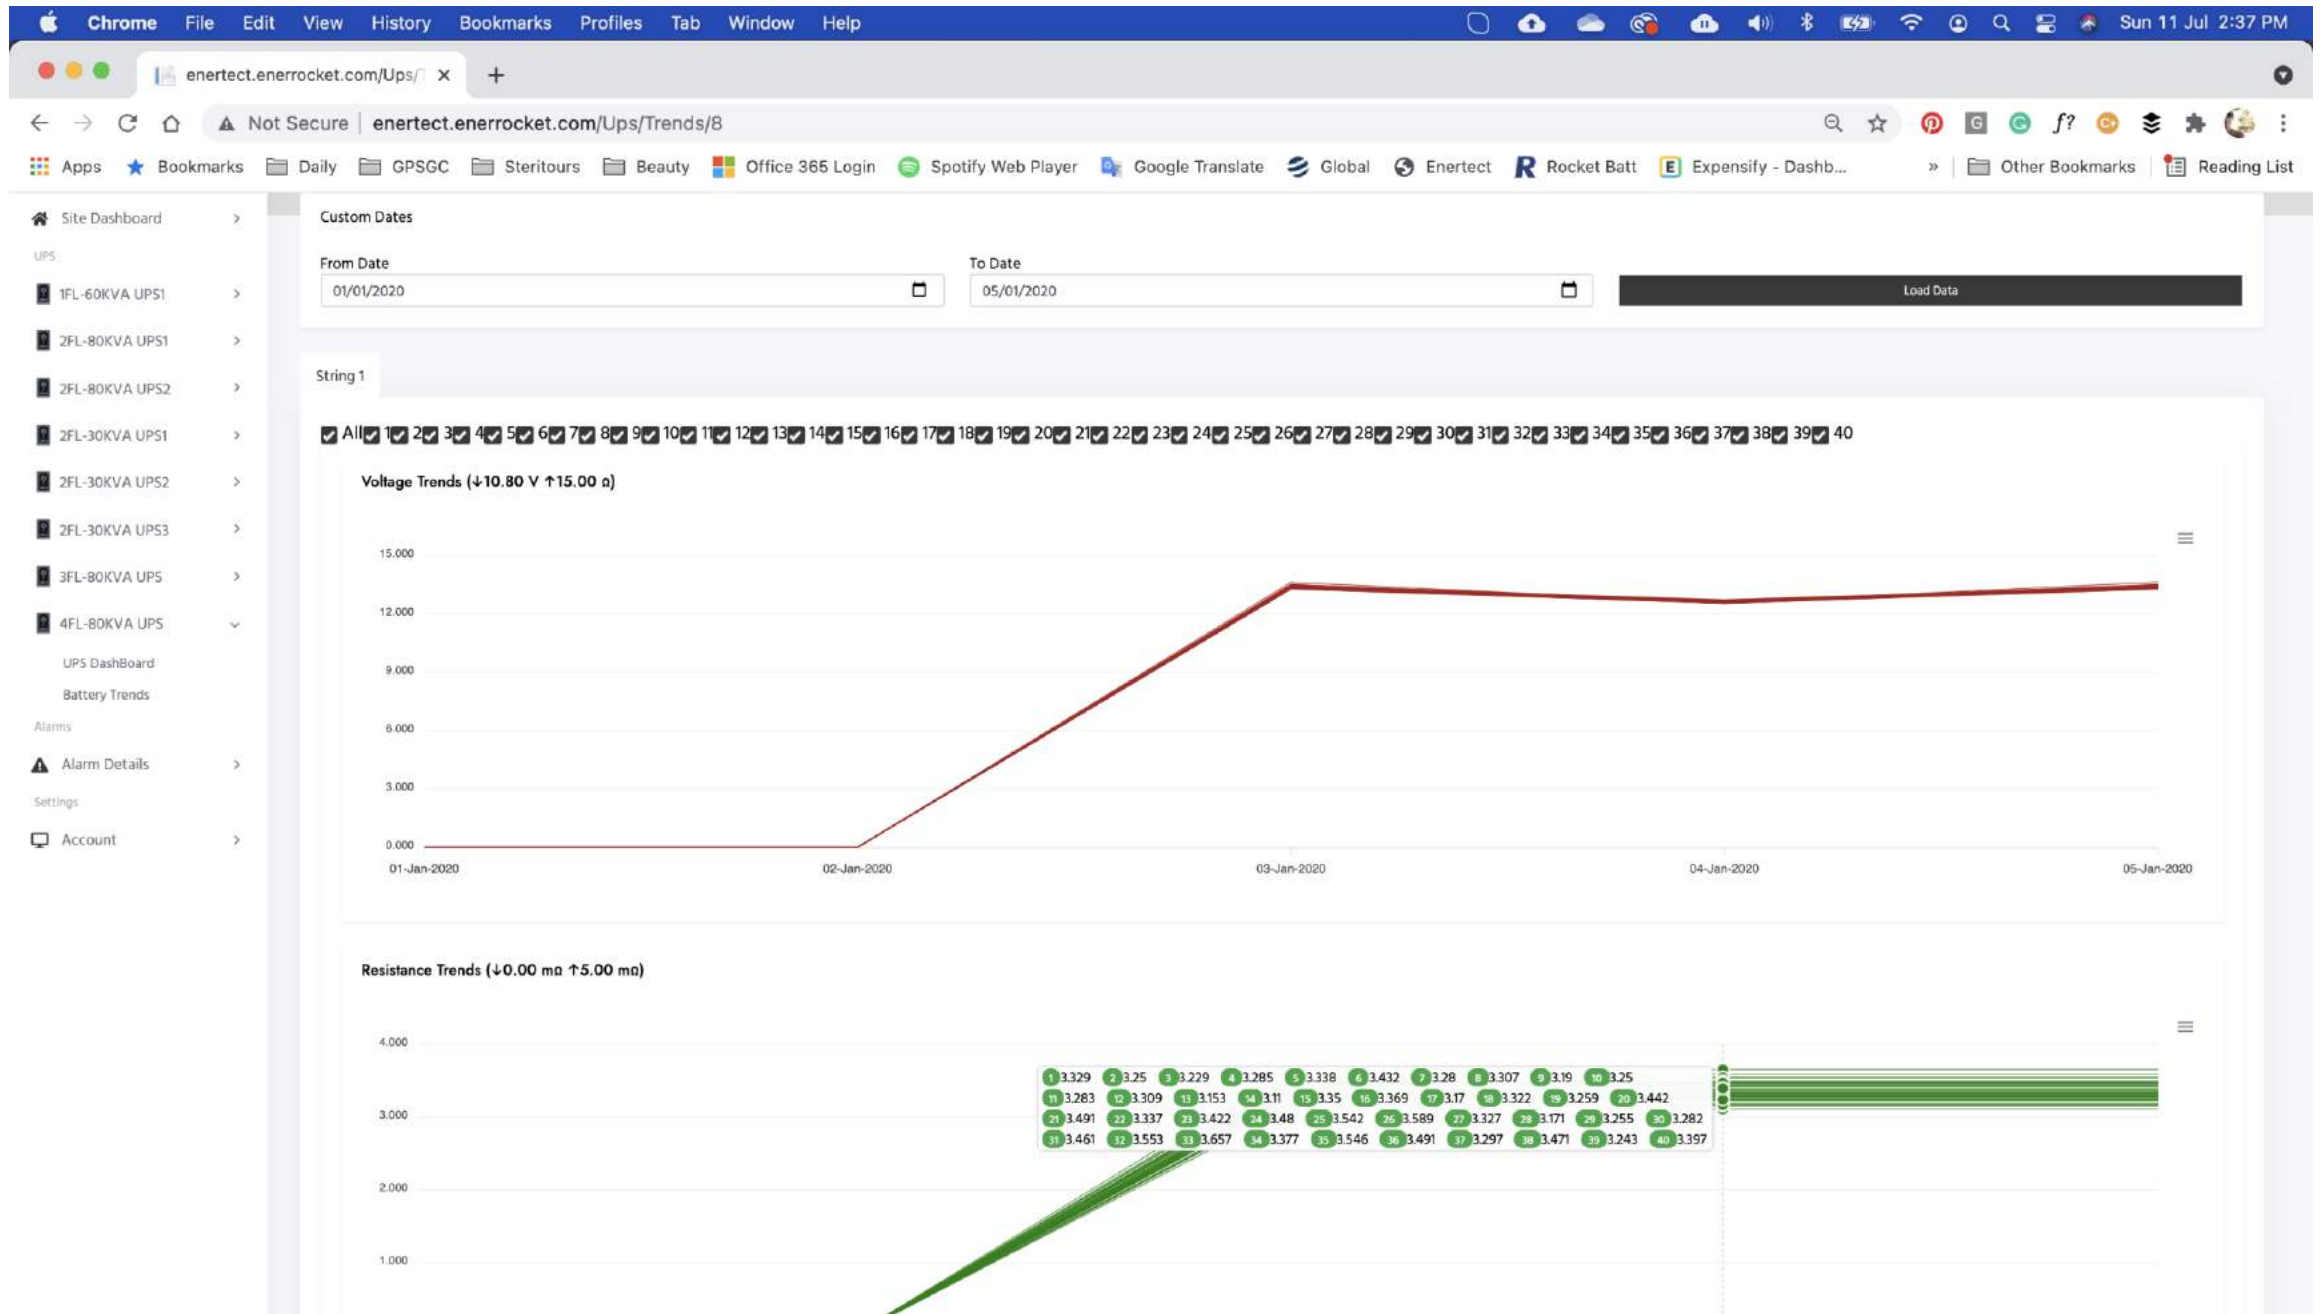 Chrome File Edit View History Bookmarks Profiles Tab Window Help Sun 11 Jul 2:37 PM
enertect.enerrocket.com/Ups/T
Not Secure | enertect.enerrocket.com/Ups/Trends/8
Apps Bookmarks Daily GPSGC Steritours Beauty Office 365 Login Spotify Web Player Google Translate Global Enertect Rocket Batt Expensify - Dashb... » Other Bookmarks Reading List
Site Dashboard
UPS
1FL-60KVA UPS1
2FL-80KVA UPS1
2FL-80KVA UPS2
2FL-30KVA UPS1
2FL-30KVA UPS2
2FL-30KVA UPS3
3FL-80KVA UPS
4FL-80KVA UPS
UPS DashBoard
Battery Trends
Alarms
Alarm Details
Settings
Account
Custom Dates
From Date To Date
01/01/2020 05/01/2020 Load Data
String 1
All 1 2 3 4 5 6 7 8 9 10 11 12 13 14 15 16 17 18 19 20 21 22 23 24 25 26 27 28 29 30 31 32 33 34 35 36 37 38 39 40
Voltage Trends (↓10.80 V ↑15.00 Ω)
15.000
12.000
9.000
6.000
3.000
0.000
01-Jan-2020 02-Jan-2020 03-Jan-2020 04-Jan-2020 05-Jan-2020
Resistance Trends (↓0.00 mΩ ↑5.00 mΩ)
4.000
3.000
2.000
1.000
1 3.329 2 3.25 3 3.229 4 3.285 5 3.338 6 3.432 7 3.28 8 3.307 9 3.19 10 3.25
11 3.283 12 3.309 13 3.153 14 3.11 15 3.35 16 3.369 17 3.17 18 3.322 19 3.259 20 3.442
21 3.491 22 3.337 23 3.422 24 3.48 25 3.542 26 3.589 27 3.327 28 3.171 29 3.255 30 3.282
31 3.461 32 3.553 33 3.657 34 3.377 35 3.546 36 3.491 37 3.297 38 3.471 39 3.243 40 3.397